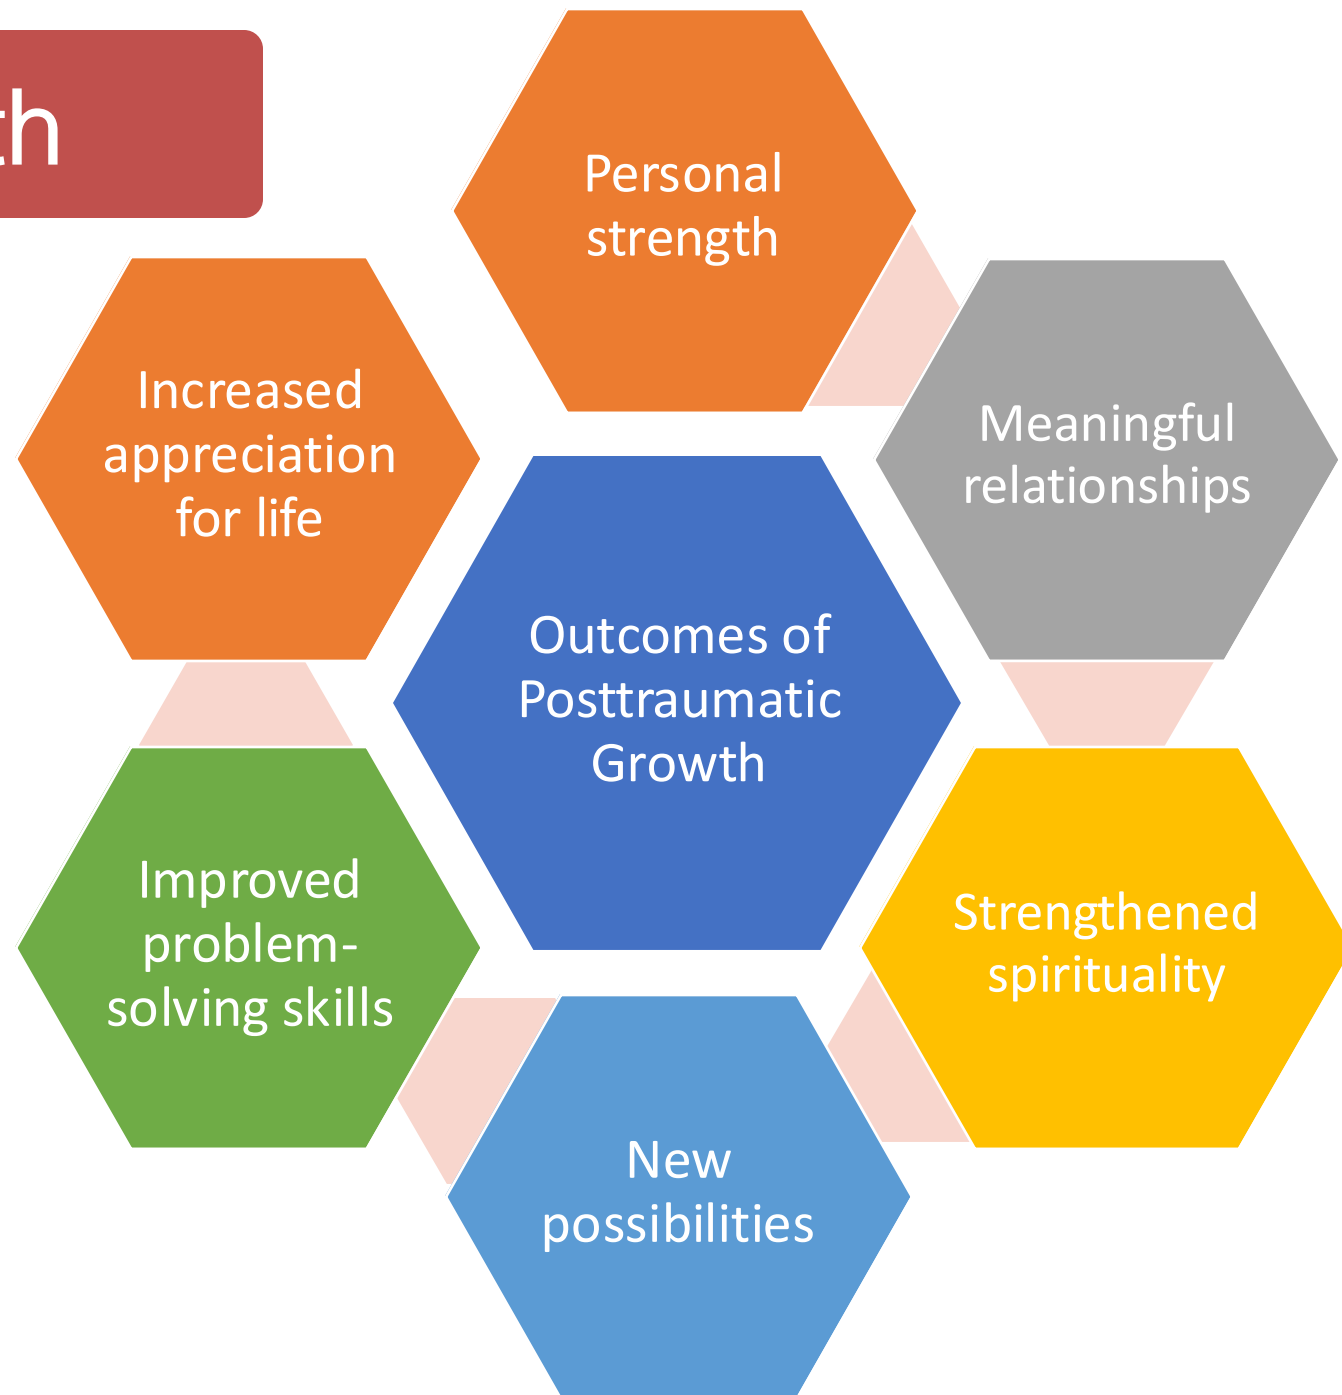 th
Personal
strength
Meaningful
relationships
Strengthened
spirituality
New
possibilities
Improved
problem-
solving skills
Increased
appreciation
for life
Outcomes of
Posttraumatic
Growth